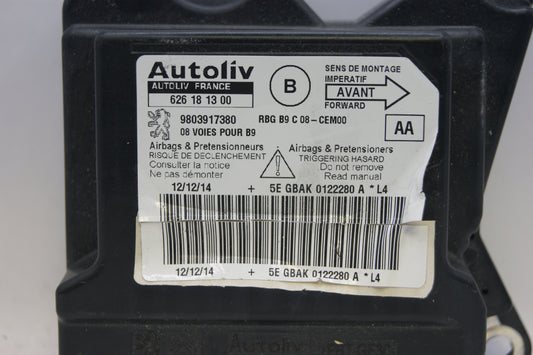 Autoliv
AUTOLIV FRANCE
626 18 13 00
B
SENS DE MONTAGE
IMPERATIF
AVANT
FORWARD
9803917380
RBG B9 C 08-CEM00
08 VOIES POUR B9
AA
Airbags & Pretensionneurs
RISQUE DE DECLENCHEMENT
Consulter la notice
Ne pas démonter
Airbags & Pretensioners
TRIGGERING HASARD
Do not remove
Read manual
12/12/14 + 5E GBAK 0122280 A * L4
12/12/14 + 5E GBAK 0122280 A * L4